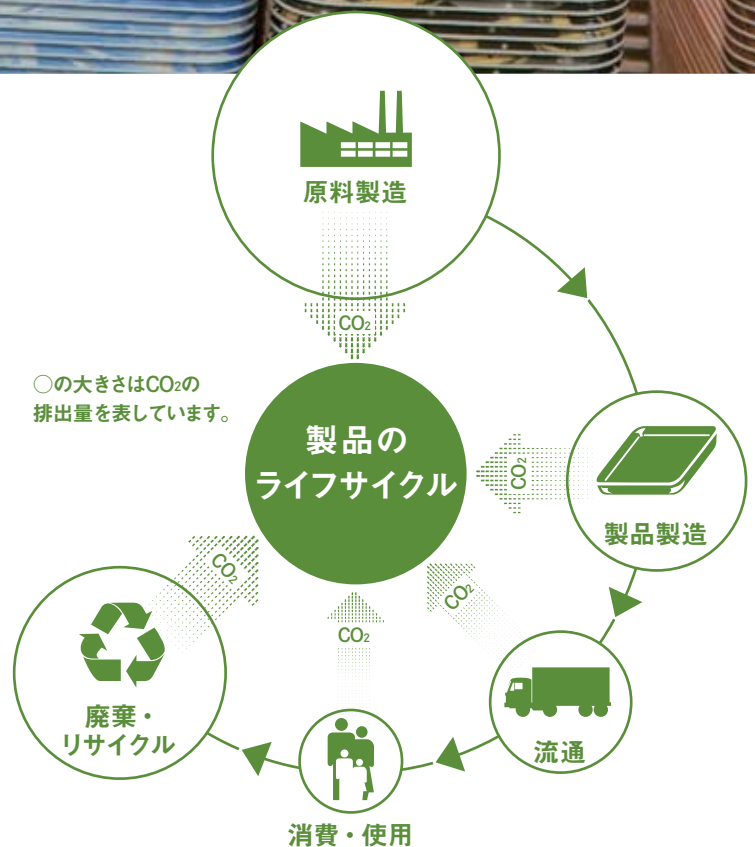 原料製造
CO₂
◯の大きさはCO₂の
排出量を表しています。
製品の
ライフサイクル
CO₂
製品製造
CO₂
CO₂
CO₂
廃棄・
リサイクル
流通
消費・使用